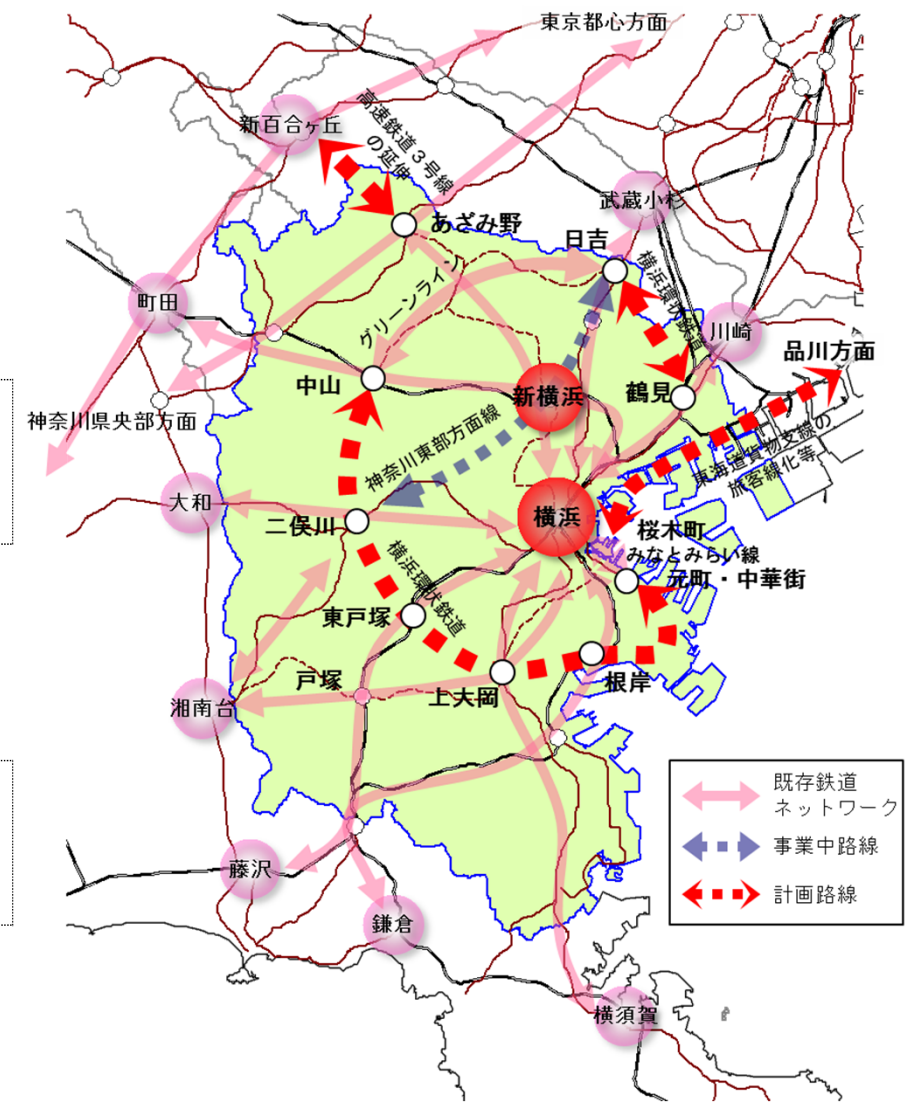 東京都心方面
新百合ヶ丘
高速鉄道3号線
の延伸
武蔵小杉
あざみ野
日吉
横浜環状鉄道
グリーンライン
町田
川崎
品川方面
中山
新横浜
鶴見
神奈川県央部方面
神奈川東部方面線
東海道貨物支線の
旅客線化等
大和
二俣川
横浜
桜木町
みなとみらい線
元町・中華街
横浜環状鉄道
東戸塚
戸塚
上大岡
根岸
湘南台
既存鉄道
ネットワーク
事業中路線
計画路線
藤沢
鎌倉
横須賀